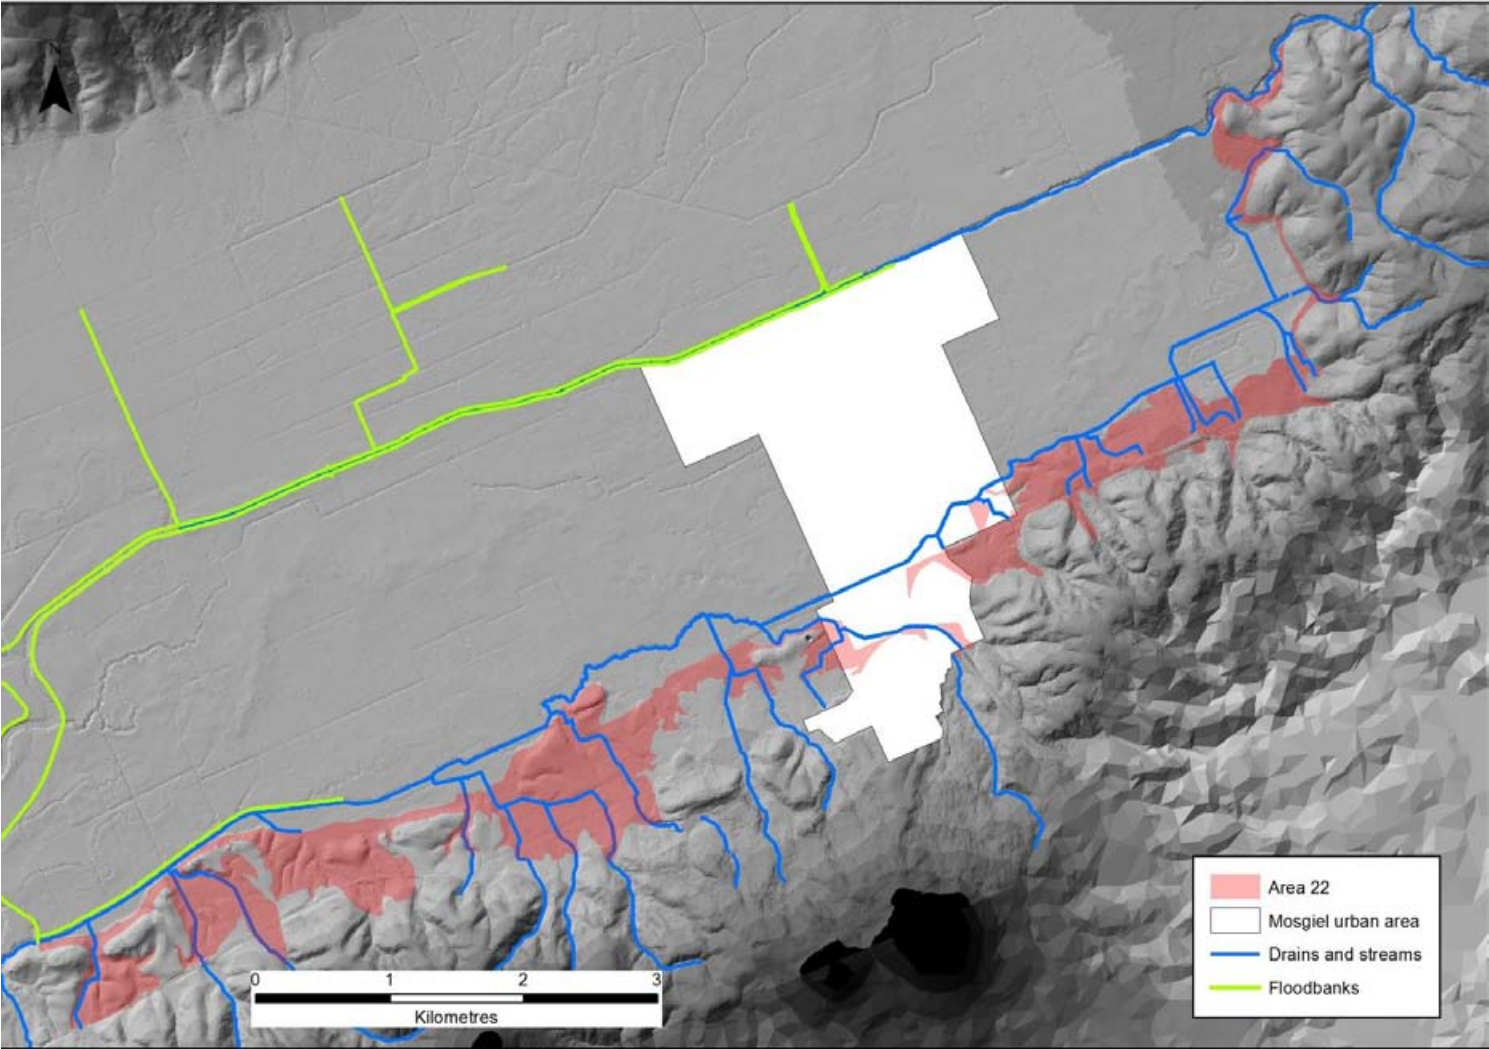 0 1 2 3
Kilometres
Area 22
Mosgiel urban area
Drains and streams
Floodbanks